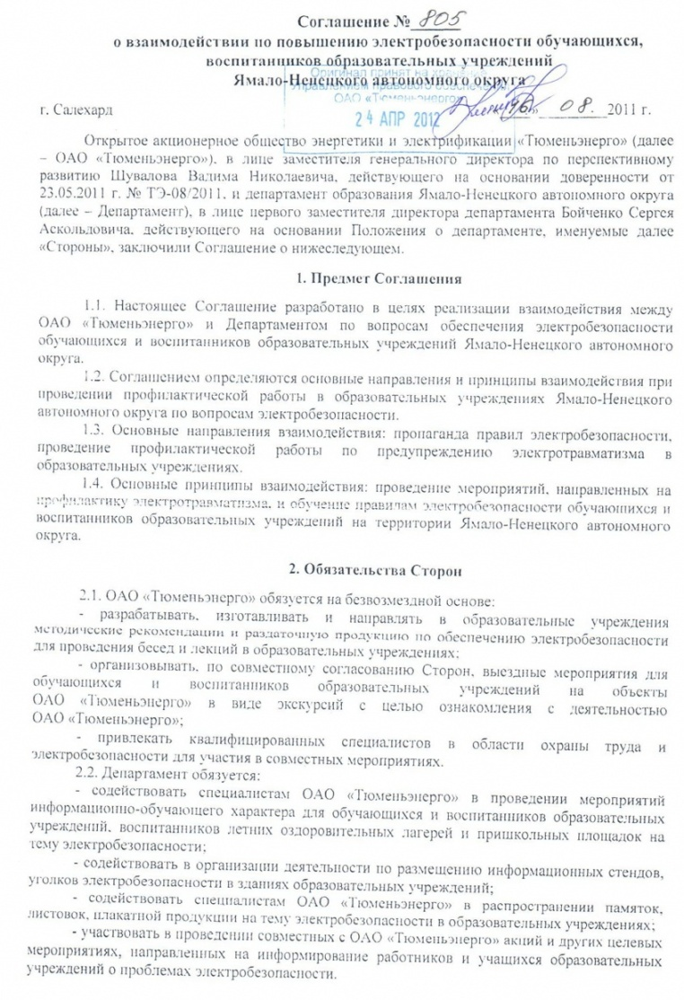 Соглашение № 805
о взаимодействии по повышению электробезопасности обучающихся,
воспитанников образовательных учреждений
Ямало-Ненецкого автономного округа
Оригинал принят на хранение
Управлением правового обеспечения
ОАО «Тюменьэнерго»
24 АПР 2012
г. Салехард 08. 2011 г.
Открытое акционерное общество энергетики и электрификации «Тюменьэнерго» (далее
– ОАО «Тюменьэнерго»), в лице заместителя генерального директора по перспективному
развитию Шувалова Вадима Николаевича, действующего на основании доверенности от
23.05.2011 г. № ТЭ-08/2011, и департамент образования Ямало-Ненецкого автономного округа
(далее – Департамент), в лице первого заместителя директора департамента Бойченко Сергея
Аскольдовича, действующего на основании Положения о департаменте, именуемые далее
«Стороны», заключили Соглашение о нижеследующем.
1. Предмет Соглашения
1.1. Настоящее Соглашение разработано в целях реализации взаимодействия между
ОАО «Тюменьэнерго» и Департаментом по вопросам обеспечения электробезопасности
обучающихся и воспитанников образовательных учреждений Ямало-Ненецкого автономного
округа.
1.2. Соглашением определяются основные направления и принципы взаимодействия при
проведении профилактической работы в образовательных учреждениях Ямало-Ненецкого
автономного округа по вопросам электробезопасности.
1.3. Основные направления взаимодействия: пропаганда правил электробезопасности,
проведение профилактической работы по предупреждению электротравматизма в
образовательных учреждениях.
1.4. Основные принципы взаимодействия: проведение мероприятий, направленных на
профилактику электротравматизма, и обучение правилам электробезопасности обучающихся и
воспитанников образовательных учреждений на территории Ямало-Ненецкого автономного
округа.
2. Обязательства Сторон
2.1. ОАО «Тюменьэнерго» обязуется на безвозмездной основе:
- разрабатывать, изготавливать и направлять в образовательные учреждения
методические рекомендации и раздаточную продукцию по обеспечению электробезопасности
для проведения бесед и лекций в образовательных учреждениях;
- организовывать, по совместному согласованию Сторон, выездные мероприятия для
обучающихся и воспитанников образовательных учреждений на объекты
ОАО «Тюменьэнерго» в виде экскурсий с целью ознакомления с деятельностью
ОАО «Тюменьэнерго»;
- привлекать квалифицированных специалистов в области охраны труда и
электробезопасности для участия в совместных мероприятиях.
2.2. Департамент обязуется:
- содействовать специалистам ОАО «Тюменьэнерго» в проведении мероприятий
информационно-обучающего характера для обучающихся и воспитанников образовательных
учреждений, воспитанников летних оздоровительных лагерей и пришкольных площадок на
тему электробезопасности;
- содействовать в организации деятельности по размещению информационных стендов,
уголков электробезопасности в зданиях образовательных учреждений;
- содействовать специалистам ОАО «Тюменьэнерго» в распространении памяток,
листовок, плакатной продукции на тему электробезопасности в образовательных учреждениях;
- участвовать в проведении совместных с ОАО «Тюменьэнерго» акций и других целевых
мероприятиях, направленных на информирование работников и учащихся образовательных
учреждений о проблемах электробезопасности.